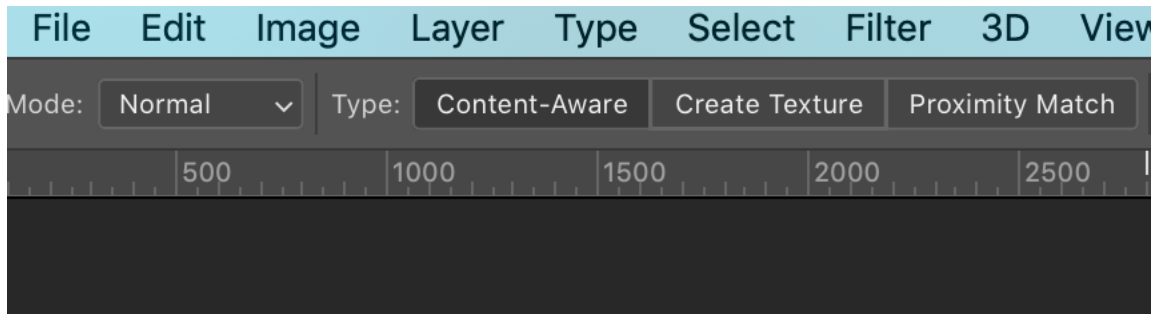 File Edit Image Layer Type Select Filter 3D View
Mode: Normal Type: Content-Aware Create Texture Proximity Match
500 1000 1500 2000 2500